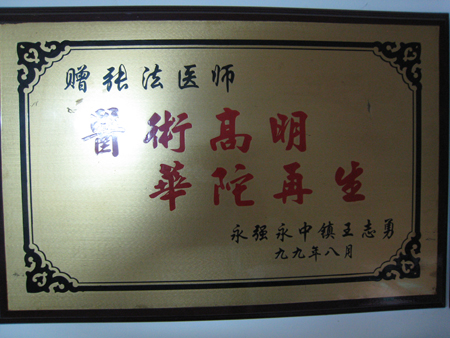 赠张法医师
醫術高明
華陀再生
永强永中镇王志勇
九九年八月